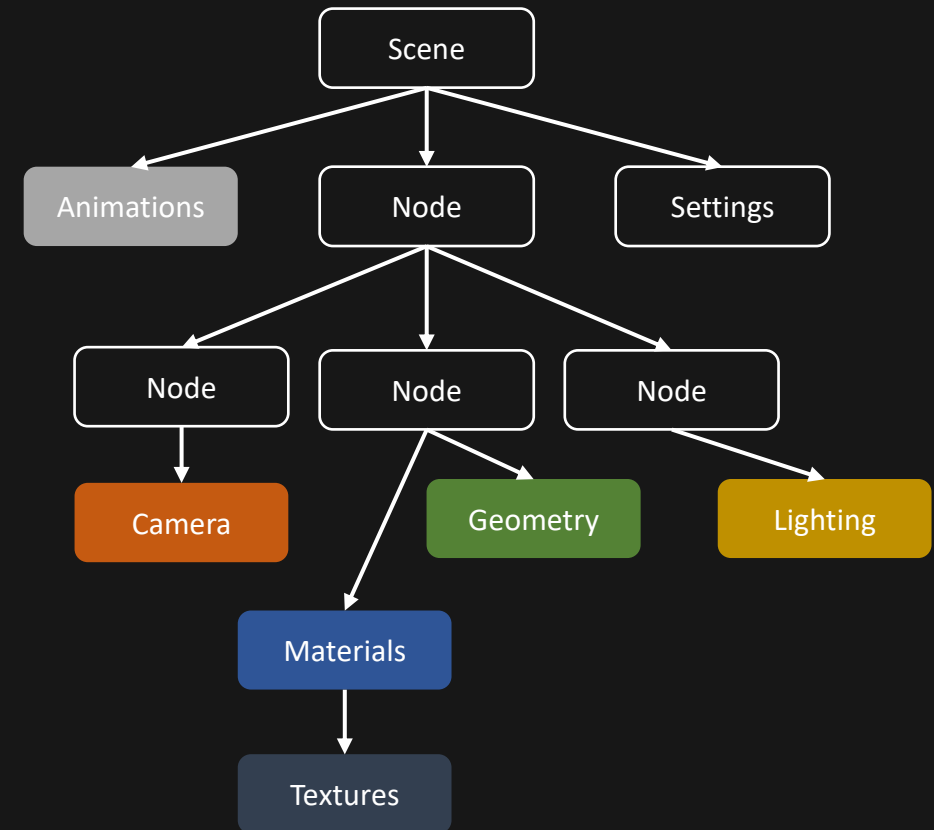 Scene
Animations
Node
Settings
Node
Node
Node
Camera
Geometry
Lighting
Materials
Textures